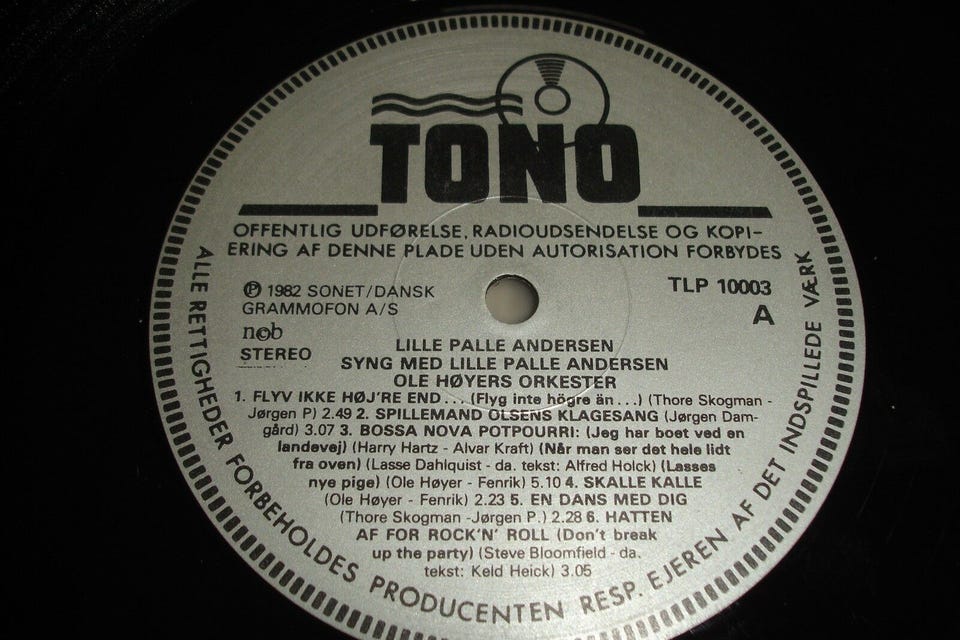 TONO
OFFENTLIG UDFØRELSE, RADIOUDSENDELSE OG KOPI-
ERING AF DENNE PLADE UDEN AUTORISATION FORBYDES
℗ 1982 SONET/DANSK
GRAMMOFON A/S
ncb
STEREO
TLP 10003
A
LILLE PALLE ANDERSEN
SYNG MED LILLE PALLE ANDERSEN
OLE HØYERS ORKESTER
1. FLYV IKKE HØJ'RE END... (Flyg inte högre än...) (Thore Skogman -
Jørgen P) 2.49 2. SPILLEMAND OLSENS KLAGESANG (Jørgen Dam-
gård) 3.07 3. BOSSA NOVA POTPOURRI: (Jeg har boet ved en
landevej) (Harry Hartz - Alvar Kraft) (Når man ser det hele lidt
fra oven) (Lasse Dahlquist - da. tekst: Alfred Holck) (Lasses
nye pige) (Ole Høyer - Fenrik) 5.10 4. SKALLE KALLE
(Ole Høyer - Fenrik) 2.23 5. EN DANS MED DIG
(Thore Skogman -Jørgen P.) 2.28 6. HATTEN
AF FOR ROCK'N' ROLL (Don't break
up the party) (Steve Bloomfield - da.
tekst: Keld Heick) 3.05
ALLE RETTIGHEDER FORBEHOLDES PRODUCENTEN RESP. EJEREN AF DET INDSPILLEDE VÆRK